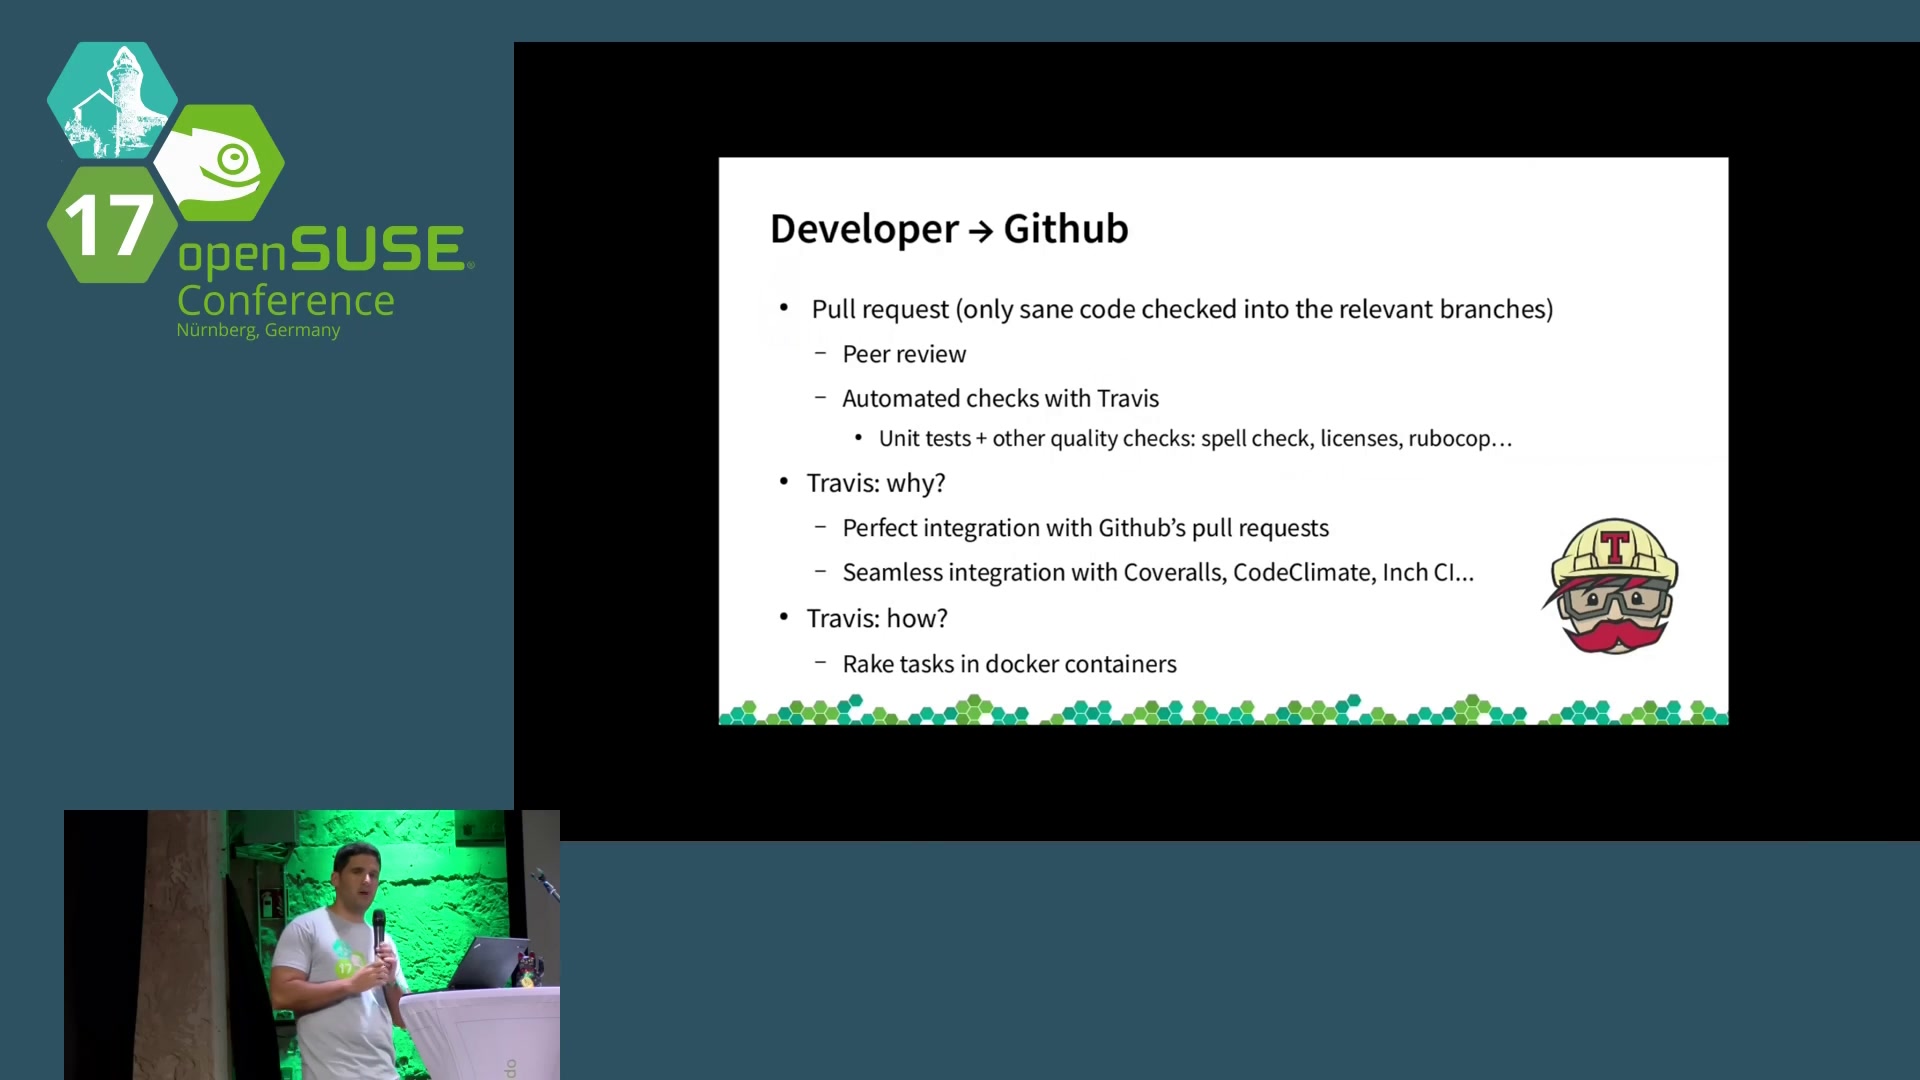 17
openSUSE®
Conference
Nürnberg, Germany
Developer → Github
• Pull request (only sane code checked into the relevant branches)
– Peer review
– Automated checks with Travis
• Unit tests + other quality checks: spell check, licenses, rubocop…
• Travis: why?
– Perfect integration with Github’s pull requests
– Seamless integration with Coveralls, CodeClimate, Inch CI...
• Travis: how?
– Rake tasks in docker containers
T
17
do